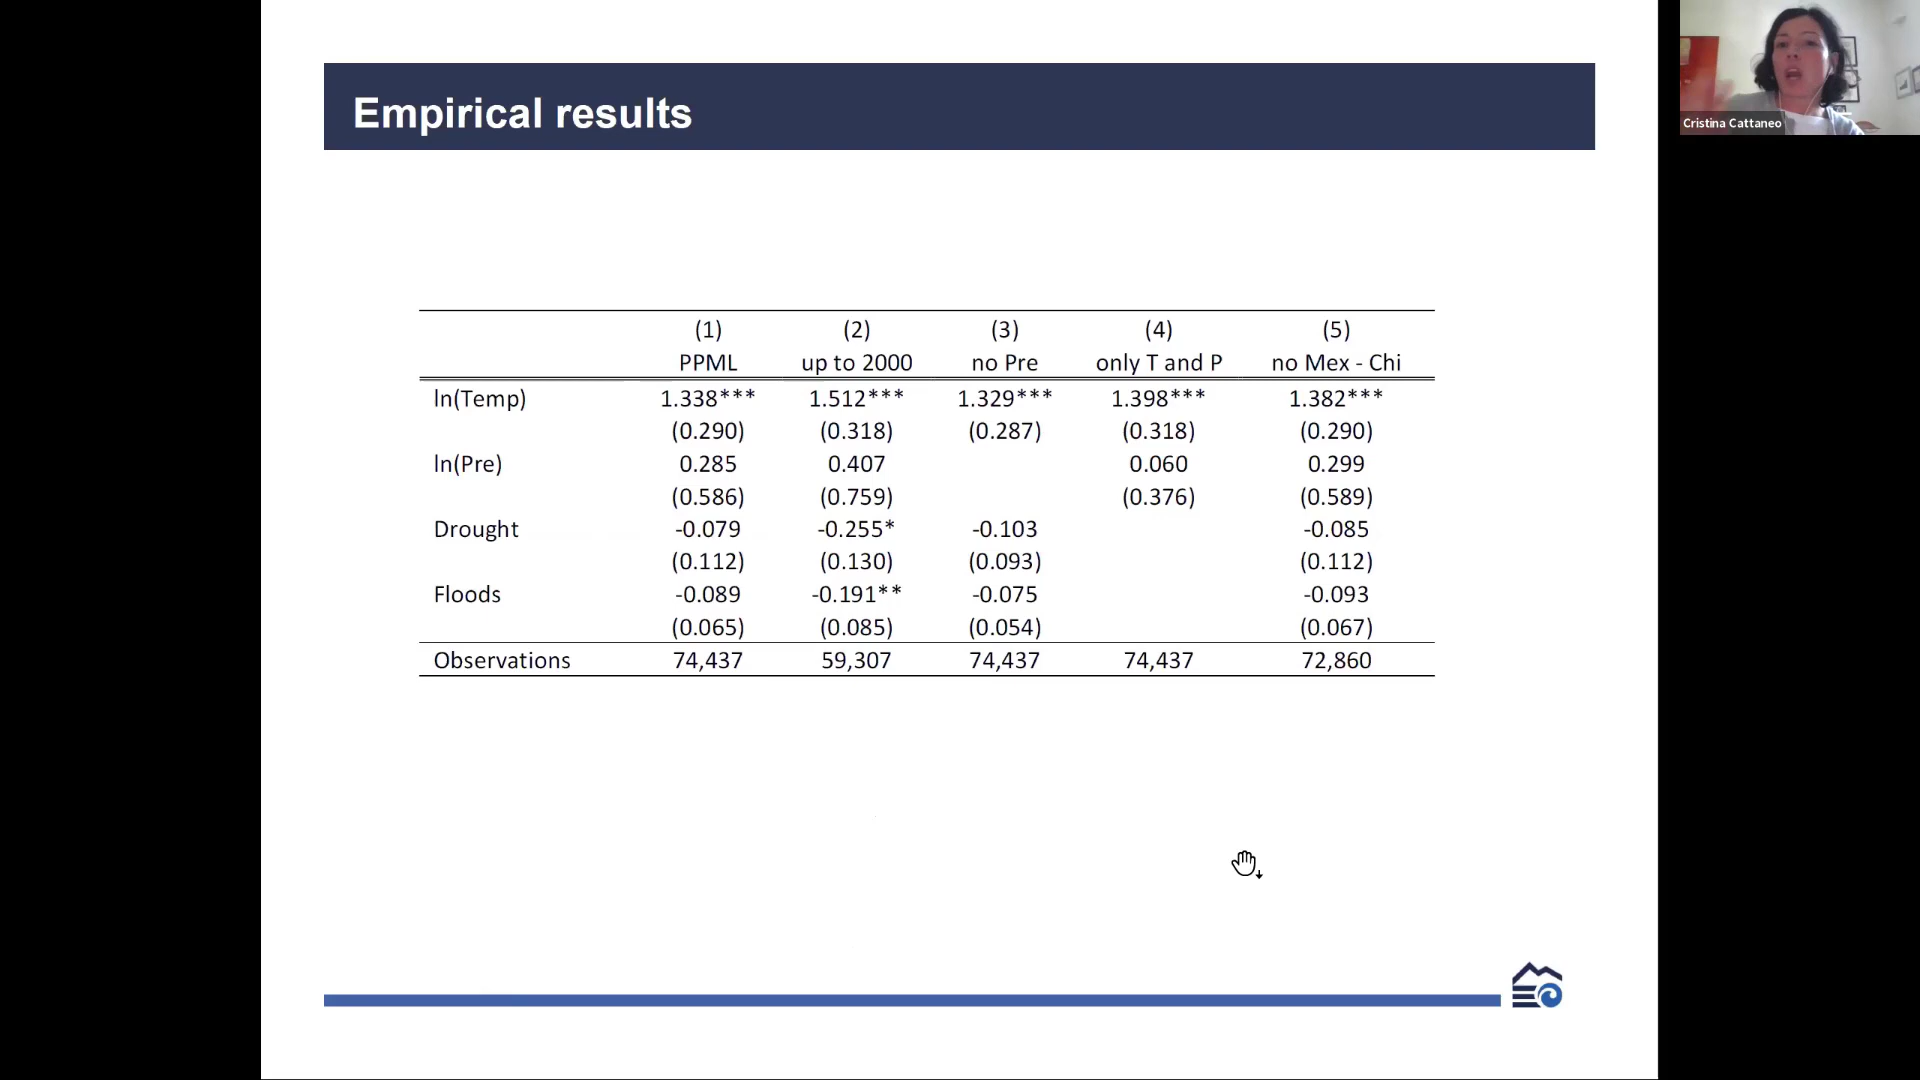 Empirical results
Cristina Cattaneo
(1) (2) (3) (4) (5)
PPML up to 2000 no Pre only T and P no Mex - Chi
ln(Temp) 1.338*** 1.512*** 1.329*** 1.398*** 1.382***
(0.290) (0.318) (0.287) (0.318) (0.290)
ln(Pre) 0.285 0.407 0.060 0.299
(0.586) (0.759) (0.376) (0.589)
Drought -0.079 -0.255* -0.103 -0.085
(0.112) (0.130) (0.093) (0.112)
Floods -0.089 -0.191** -0.075 -0.093
(0.065) (0.085) (0.054) (0.067)
Observations 74,437 59,307 74,437 74,437 72,860